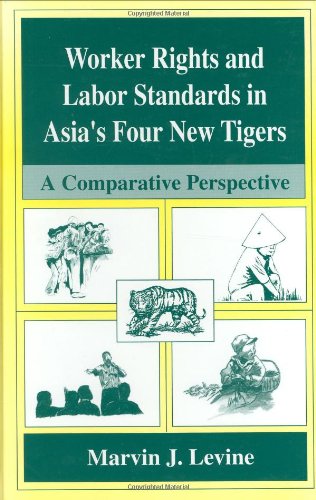 Worker Rights and
Labor Standards in
Asia's Four New Tigers
A Comparative Perspective
Marvin J. Levine